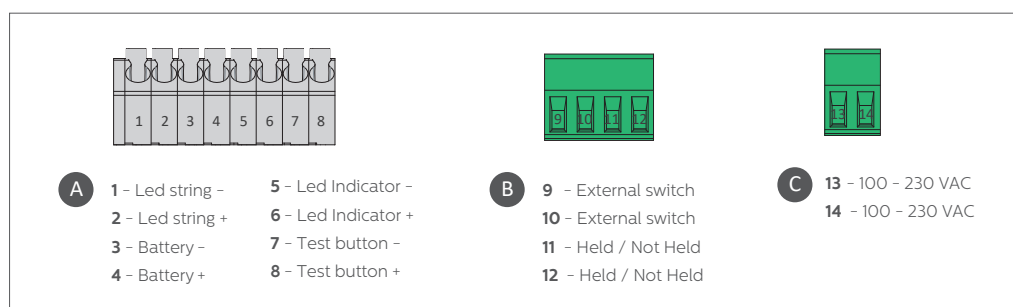 1 2 3 4 5 6 7 8
9 10 11 12
13 14
A
1 - Led string -
2 - Led string +
3 - Battery -
4 - Battery +
5 - Led Indicator -
6 - Led Indicator +
7 - Test button -
8 - Test button +
B
9 - External switch
10 - External switch
11 - Held / Not Held
12 - Held / Not Held
C
13 - 100 - 230 VAC
14 - 100 - 230 VAC